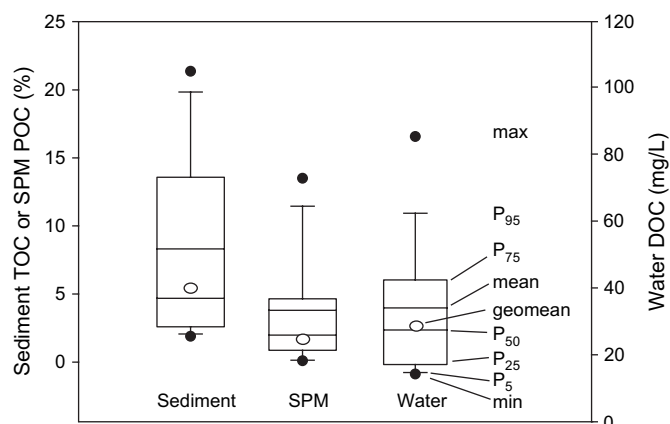 Sediment TOC or SPM POC (%)
25
20
15
10
5
0
Sediment
SPM
Water
max
P95
P75
mean
geomean
P50
P25
P5
min
120
100
80
60
40
20
0
Water DOC (mg/L)